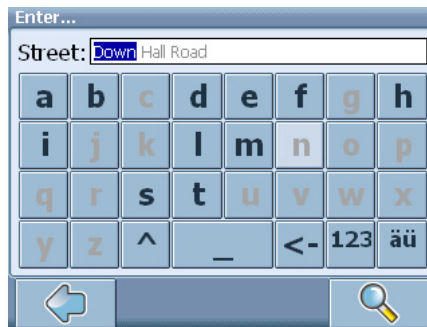 Enter...
Street: Down Hall Road
a b c d e f g h
i j k l m n o p
q r s t u v w x
y z ^ _ <- 123 äü